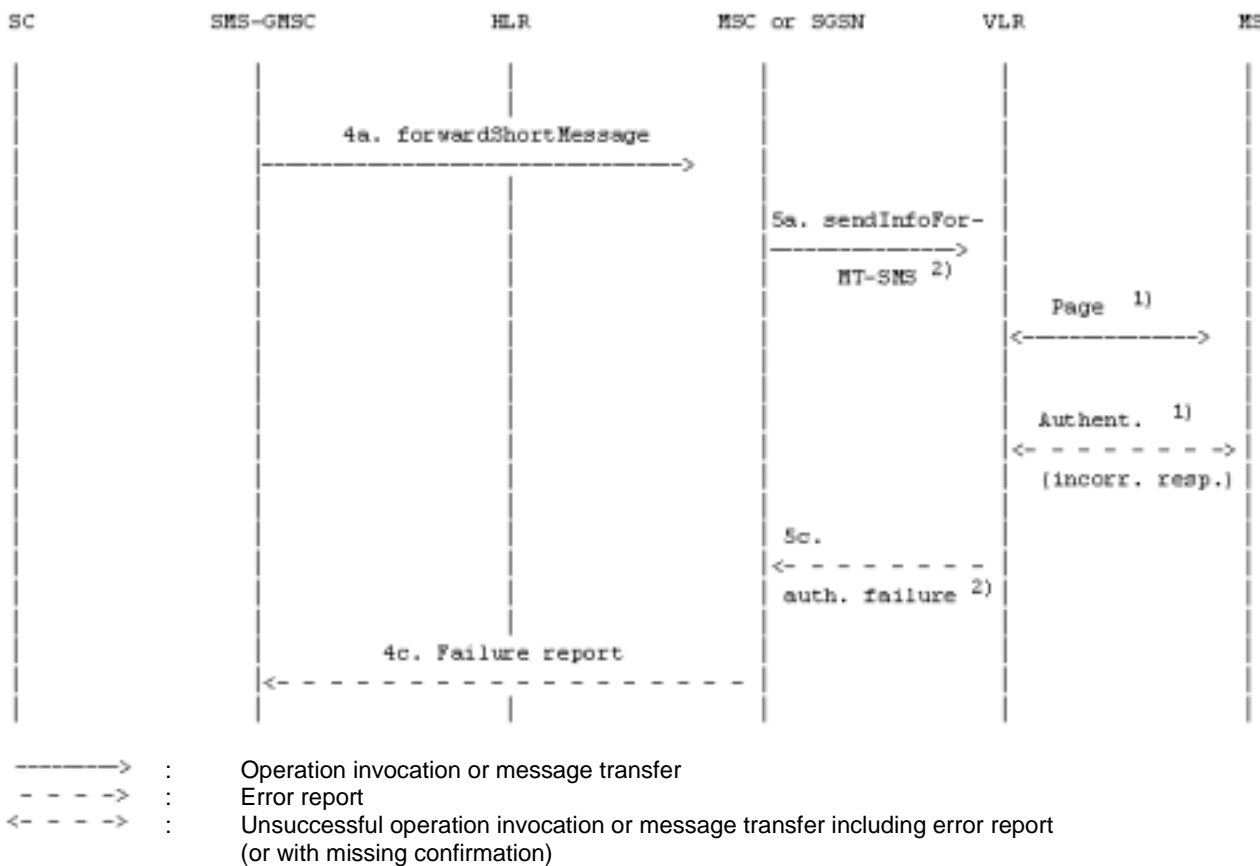 SC SMS-GMSC HLR MSC or SGSN VLR MS
4a. forwardShortMessage
5a. sendInfoFor-
MT-SMS 2)
Page 1)
Authent. 1)
(incorr. resp.)
5c.
auth. failure 2)
4c. Failure report
: Operation invocation or message transfer
: Error report
: Unsuccessful operation invocation or message transfer including error report
(or with missing confirmation)